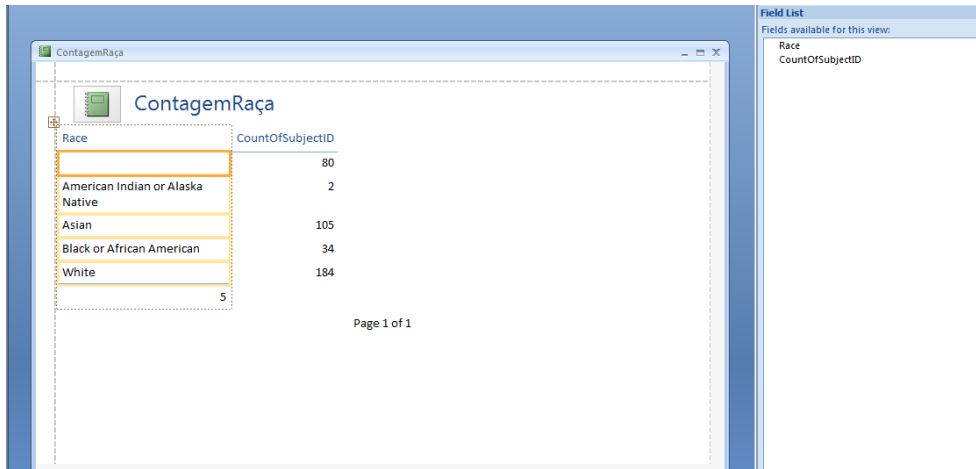 Field List
Fields available for this view:
Race
CountOfSubjectID
ContagemRaça
ContagemRaça
Race CountOfSubjectID
80
American Indian or Alaska 2
Native
Asian 105
Black or African American 34
White 184
5
Page 1 of 1